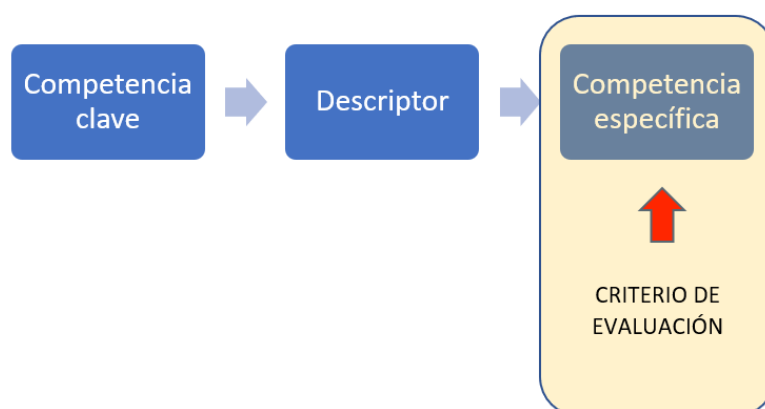 Competencia
clave
Descriptor
Competencia
específica
CRITERIO DE
EVALUACIÓN